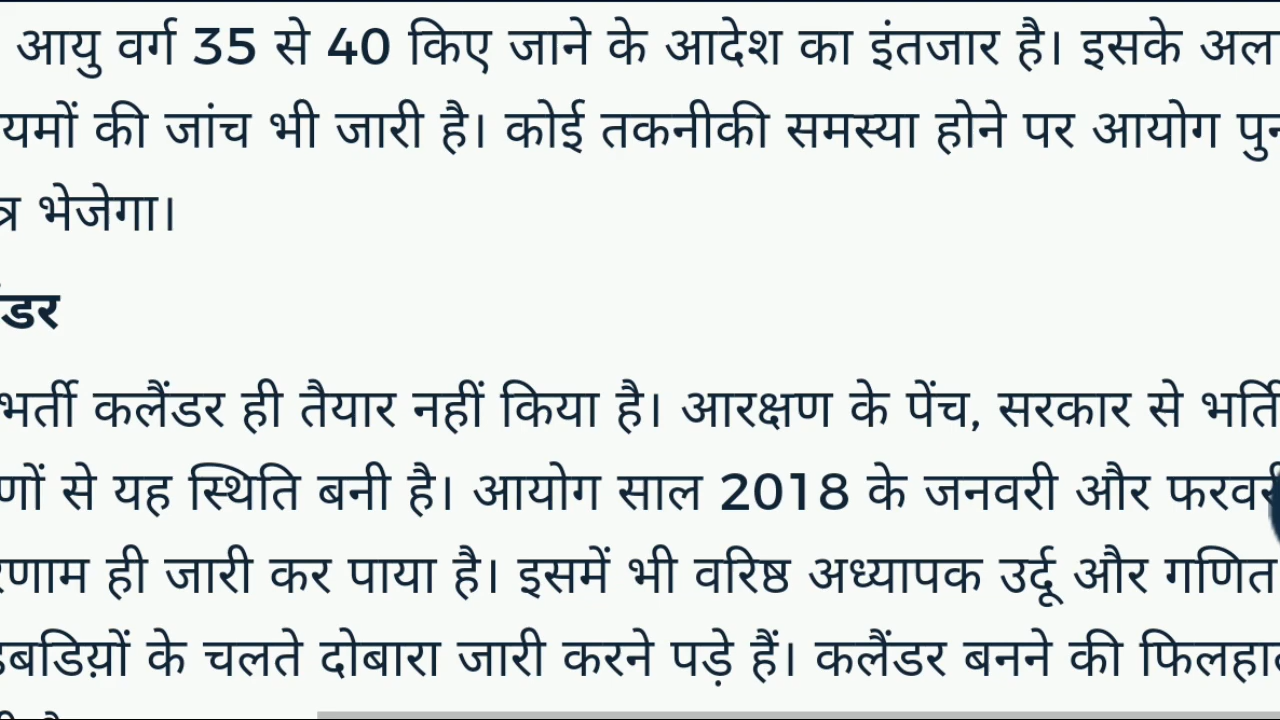 आयु वर्ग 35 से 40 किए जाने के आदेश का इंतजार है। इसके अल
यमों की जांच भी जारी है। कोई तकनीकी समस्या होने पर आयोग पु
त्र भेजेगा।
ंडर
भर्ती कलैंडर ही तैयार नहीं किया है। आरक्षण के पेंच, सरकार से भर्ति
णों से यह स्थिति बनी है। आयोग साल 2018 के जनवरी और फरवरी
रणाम ही जारी कर पाया है। इसमें भी वरिष्ठ अध्यापक उर्दू और गणित
ड़बडिय़ों के चलते दोबारा जारी करने पड़े हैं। कलैंडर बनने की फिलहाल